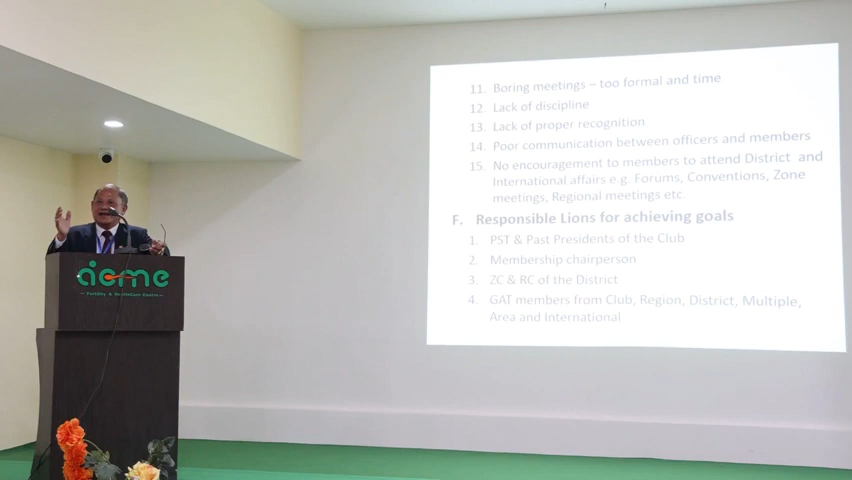 acme
Fertility & Healthcare Centre
11. Boring meetings – too formal and time
12. Lack of discipline
13. Lack of proper recognition
14. Poor communication between officers and members
15. No encouragement to members to attend District and
International affairs e.g. Forums, Conventions, Zone
meetings, Regional meetings etc.
F. Responsible Lions for achieving goals
1. PST & Past Presidents of the Club
2. Membership chairperson
3. ZC & RC of the District
4. GAT members from Club, Region, District, Multiple,
Area and International